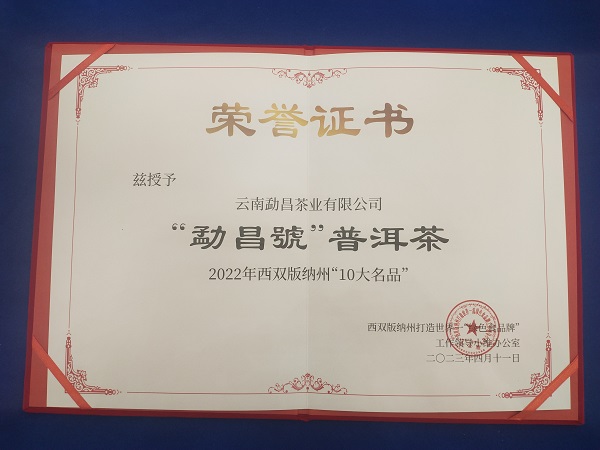 荣誉证书
兹授予
云南勐昌茶业有限公司
“勐昌號”普洱茶
2022年西双版纳州“10大名品”
西双版纳州打造世界一 色食品牌”
工作领导小 办公室
二〇二三年四月十一日